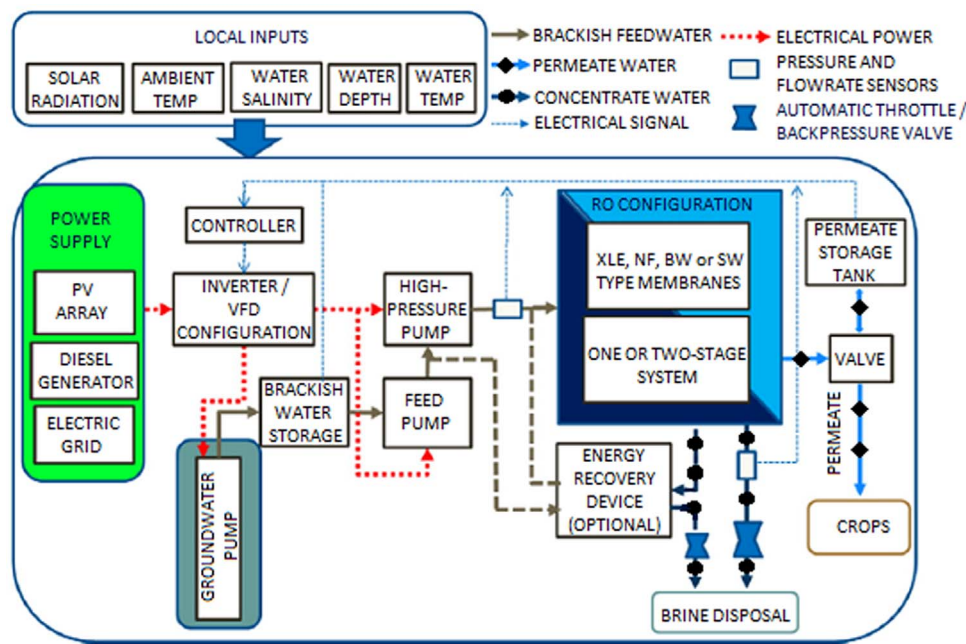 LOCAL INPUTS
SOLAR
RADIATION
AMBIENT
TEMP
WATER
SALINITY
WATER
DEPTH
WATER
TEMP
BRACKISH FEEDWATER
PERMEATE WATER
CONCENTRATE WATER
ELECTRICAL SIGNAL
ELECTRICAL POWER
PRESSURE AND
FLOWRATE SENSORS
AUTOMATIC THROTTLE /
BACKPRESSURE VALVE
POWER
SUPPLY
PV
ARRAY
DIESEL
GENERATOR
ELECTRIC
GRID
CONTROLLER
INVERTER /
VFD
CONFIGURATION
BRACKISH
WATER
STORAGE
GROUNDWATER
PUMP
HIGH-
PRESSURE
PUMP
FEED
PUMP
RO CONFIGURATION
XLE, NF, BW or SW
TYPE MEMBRANES
ONE OR TWO-STAGE
SYSTEM
ENERGY
RECOVERY
DEVICE
(OPTIONAL)
PERMEATE
STORAGE
TANK
VALVE
PERMEATE
CROPS
BRINE DISPOSAL